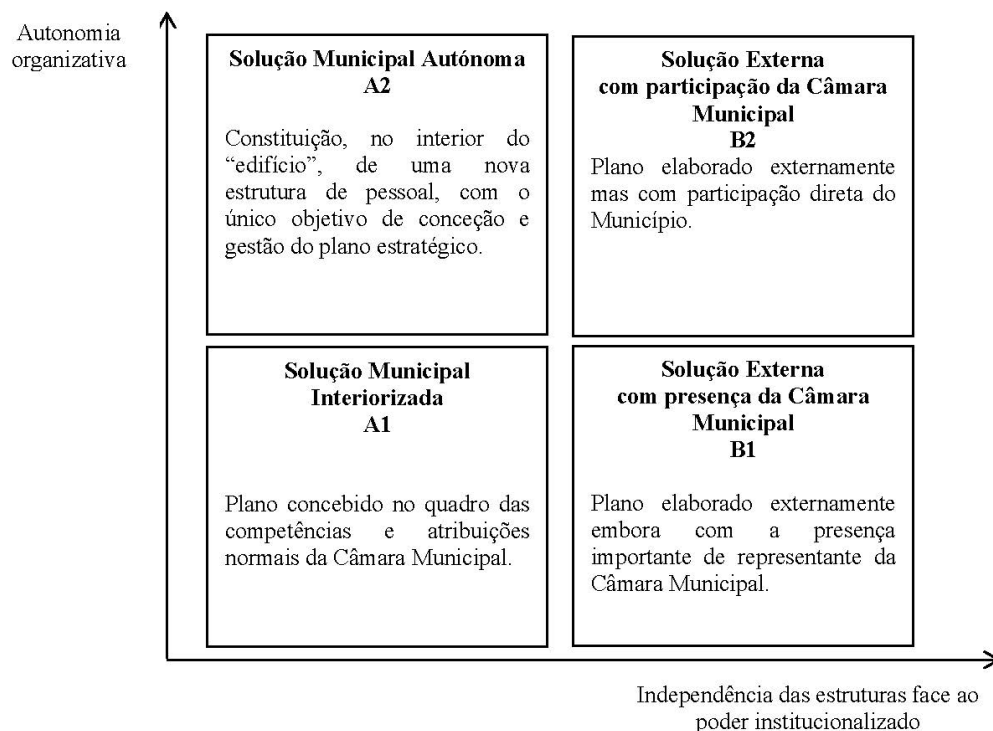 Autonomia
organizativa
Solução Municipal Autónoma
A2
Constituição, no interior do
“edifício”, de uma nova
estrutura de pessoal, com o
único objetivo de conceção e
gestão do plano estratégico.
Solução Externa
com participação da Câmara
Municipal
B2
Plano elaborado externamente
mas com participação direta do
Município.
Solução Municipal
Interiorizada
A1
Plano concebido no quadro das
competências e atribuições
normais da Câmara Municipal.
Solução Externa
com presença da Câmara
Municipal
B1
Plano elaborado externamente
embora com a presença
importante de representante da
Câmara Municipal.
Independência das estruturas face ao
poder institucionalizado